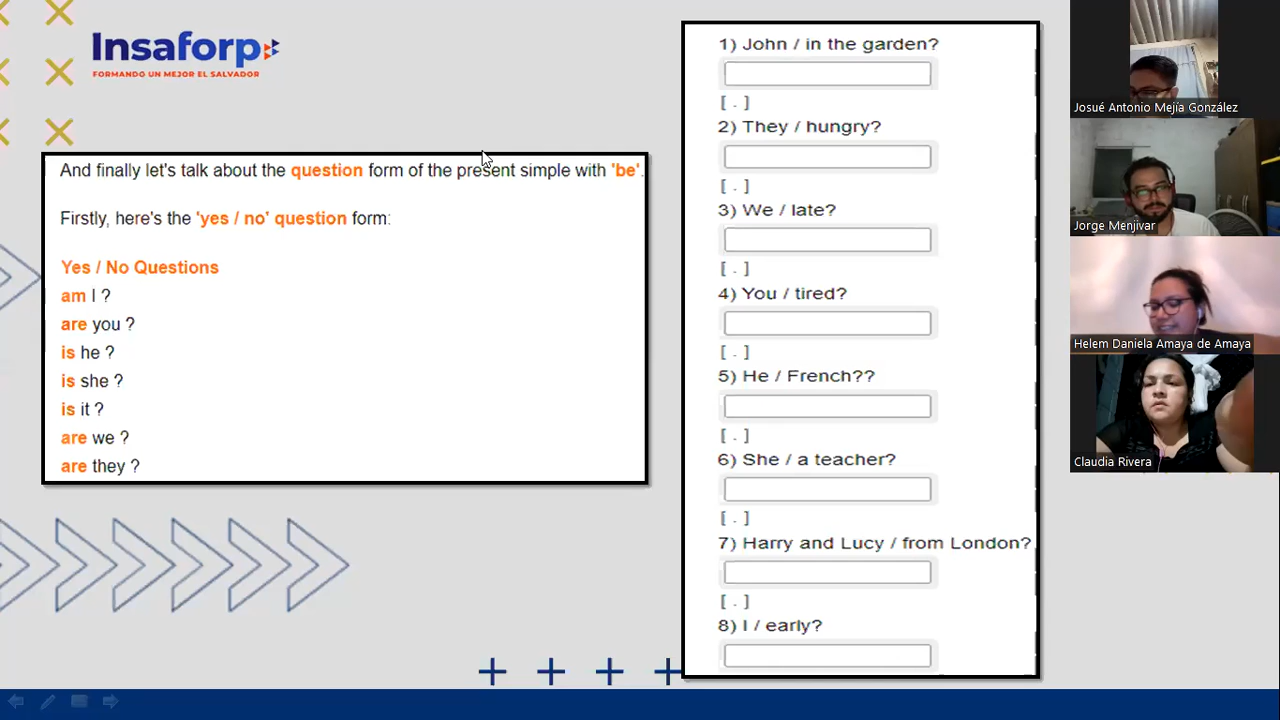 Insaforp
FORMANDO UN MEJOR EL SALVADOR
And finally let's talk about the question form of the present simple with 'be'.
Firstly, here's the 'yes / no' question form:
Yes / No Questions
am I ?
are you ?
is he ?
is she ?
is it ?
are we ?
are they ?
1) John / in the garden?
[ . ]
2) They / hungry?
[ . ]
3) We / late?
[ . ]
4) You / tired?
[ . ]
5) He / French??
[ . ]
6) She / a teacher?
[ . ]
7) Harry and Lucy / from London?
[ . ]
8) I / early?
Josué Antonio Mejía González
Jorge Menjivar
Helem Daniela Amaya de Amaya
Claudia Rivera